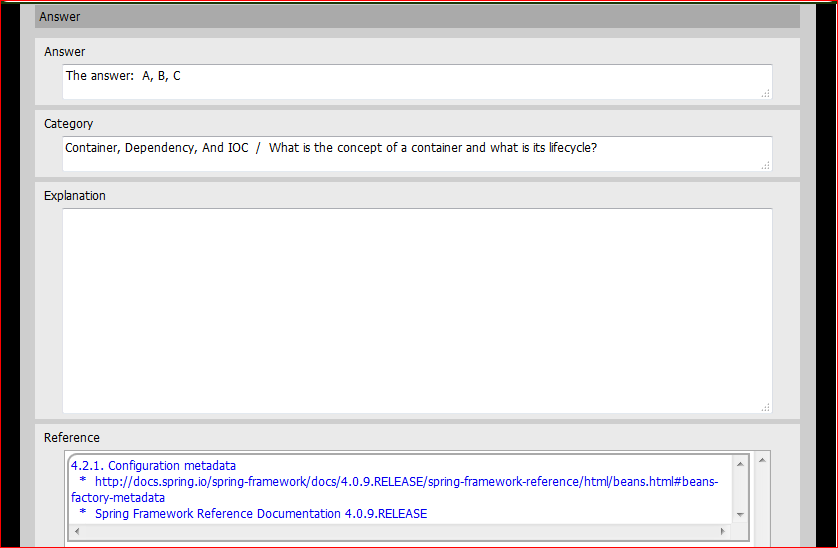 Answer
Answer
The answer:  A, B, C
Category
Container, Dependency, And IOC  /  What is the concept of a container and what is its lifecycle?
Explanation
Reference
4.2.1. Configuration metadata
*  http://docs.spring.io/spring-framework/docs/4.0.9.RELEASE/spring-framework-reference/html/beans.html#beans-
factory-metadata
*  Spring Framework Reference Documentation 4.0.9.RELEASE